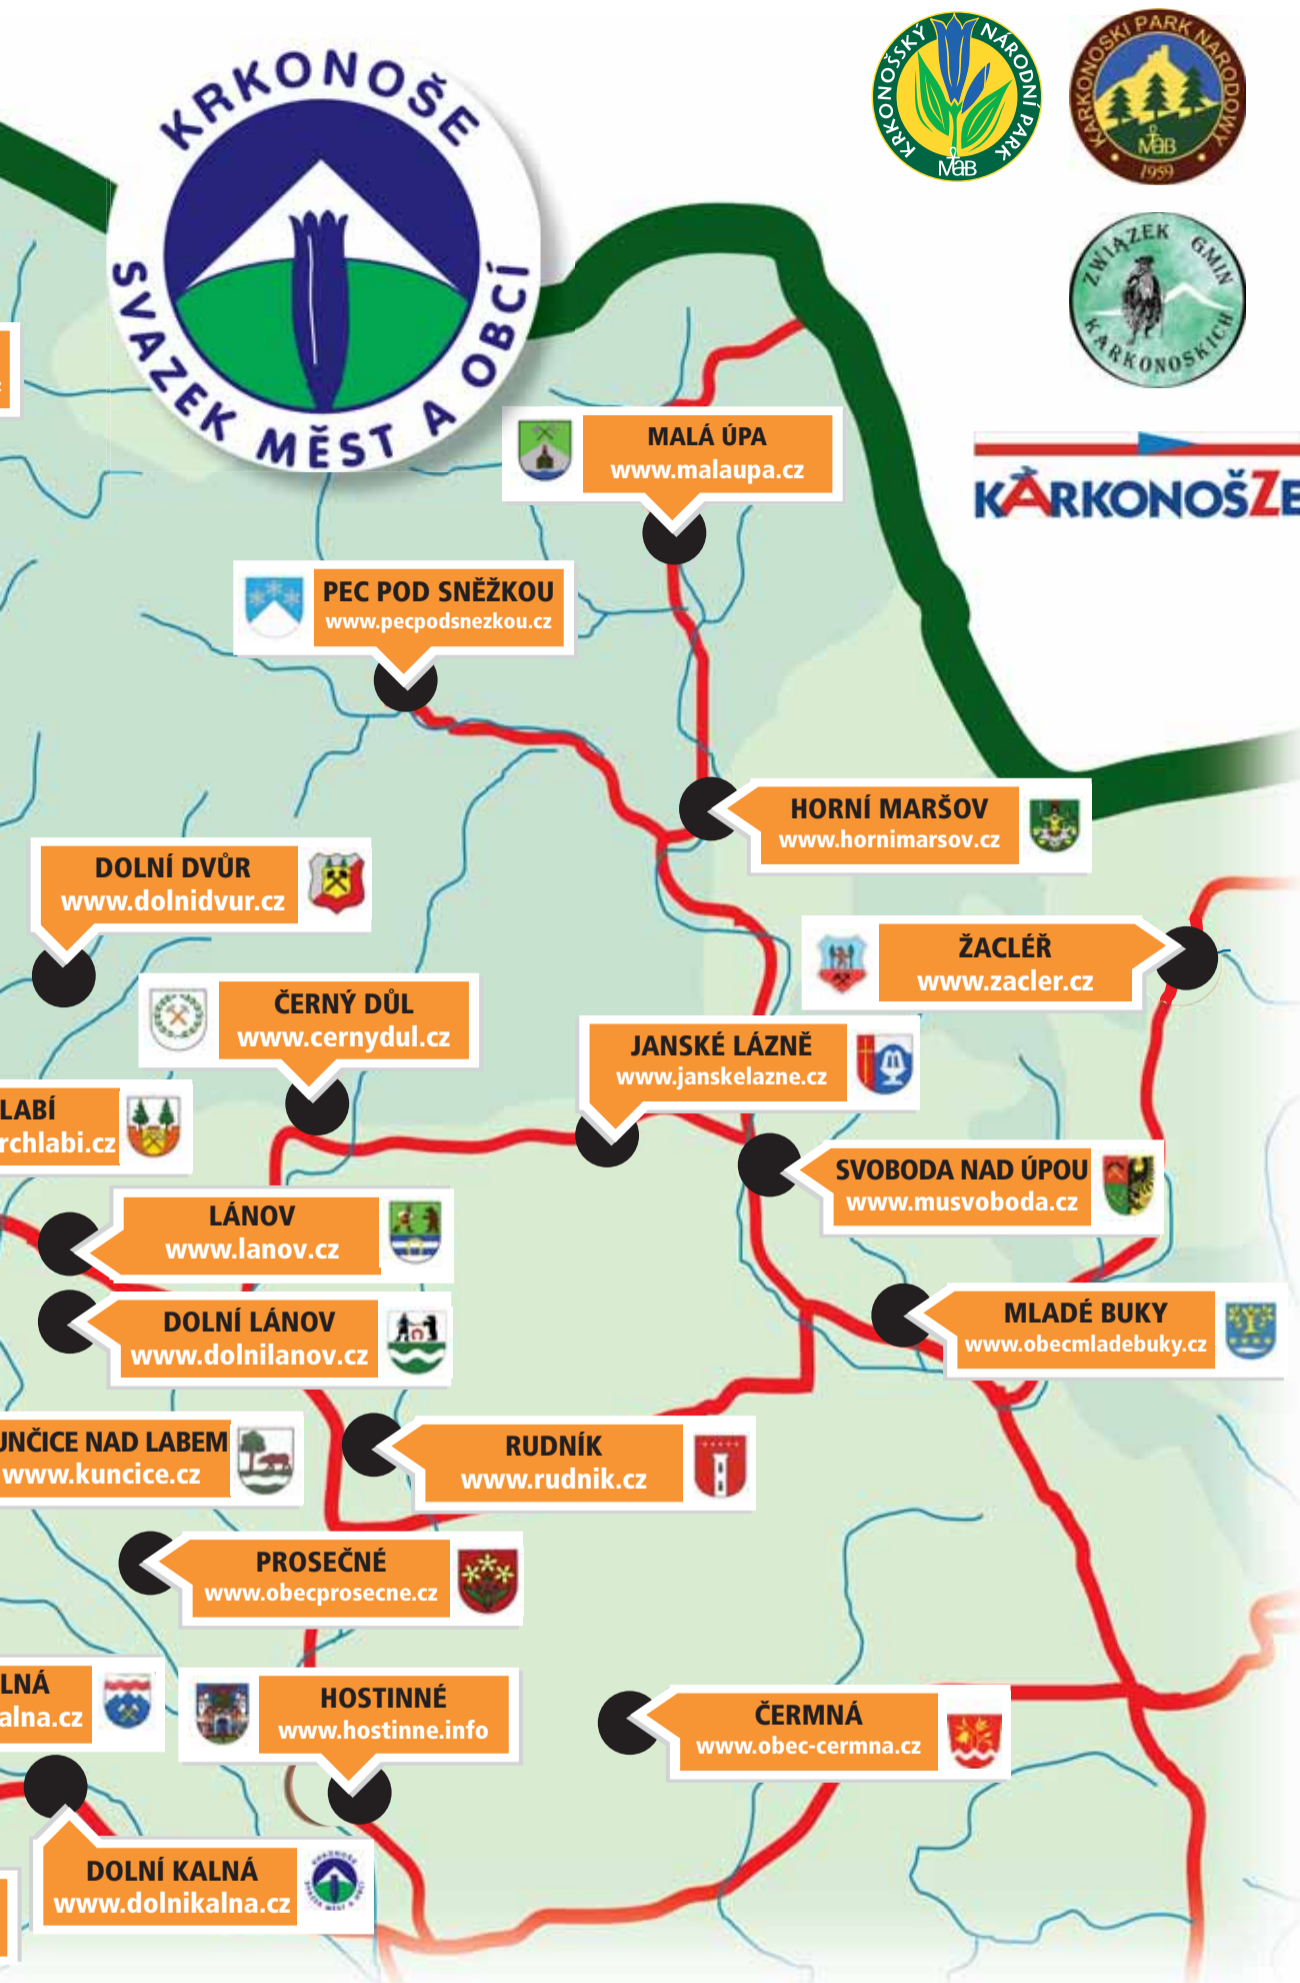 KRKONOŠE
SVAZEK MĚST A OBCÍ
KRKONOŠSKÝ NÁRODNÍ PARK
MaB
KARKONOSKI PARK NARODOWY
MaB
1959
ZWIĄZEK GMIN
KARKONOSKICH
KARKONOŠZE
MALÁ ÚPA
www.malaupa.cz
PEC POD SNĚŽKOU
www.pecpodsnezkou.cz
HORNÍ MARŠOV
www.hornimarsov.cz
DOLNÍ DVŮR
www.dolnidvur.cz
ŽACLÉŘ
www.zacler.cz
ČERNÝ DŮL
www.cernydul.cz
JANSKÉ LÁZNĚ
www.janskelazne.cz
LABÍ
rchlabi.cz
SVOBODA NAD ÚPOU
www.musvoboda.cz
LÁNOV
www.lanov.cz
DOLNÍ LÁNOV
www.dolnilanov.cz
MLADÉ BUKY
www.obecmladebuky.cz
UNČICE NAD LABEM
www.kuncice.cz
RUDNÍK
www.rudnik.cz
PROSEČNÉ
www.obecprosecne.cz
LNÁ
alna.cz
HOSTINNÉ
www.hostinne.info
ČERMNÁ
www.obec-cermna.cz
DOLNÍ KALNÁ
www.dolnikalna.cz
KRKONOŠE
SVAZEK MĚST A OBCÍ